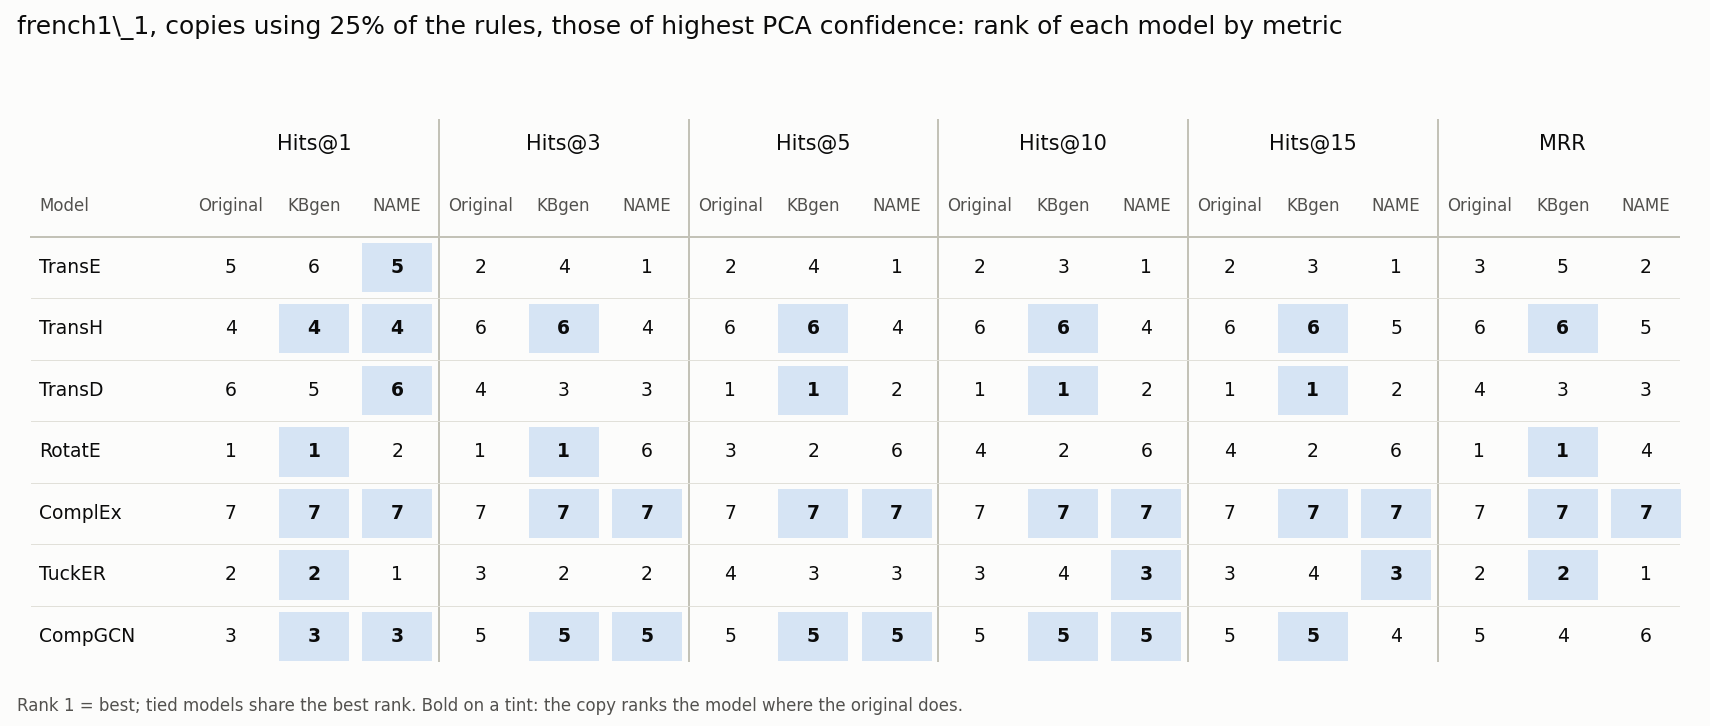 french1\_1, copies using 25% of the rules, those of highest PCA confidence: rank of each model by metric
Hits@1 Hits@3 Hits@5 Hits@10 Hits@15 MRR
Model Original KBgen NAME Original KBgen NAME Original KBgen NAME Original KBgen NAME Original KBgen NAME Original KBgen NAME
TransE 5 6 5 2 4 1 2 4 1 2 3 1 2 3 1 3 5 2
TransH 4 4 4 6 6 4 6 6 4 6 6 4 6 6 5 6 6 5
TransD 6 5 6 4 3 3 1 1 2 1 1 2 1 1 2 4 3 3
RotatE 1 1 2 1 1 6 3 2 6 4 2 6 4 2 6 1 1 4
ComplEx 7 7 7 7 7 7 7 7 7 7 7 7 7 7 7 7 7 7
TuckER 2 2 1 3 2 2 4 3 3 3 4 3 3 4 3 2 2 1
CompGCN 3 3 3 5 5 5 5 5 5 5 5 5 5 5 4 5 4 6
Rank 1 = best; tied models share the best rank. Bold on a tint: the copy ranks the model where the original does.